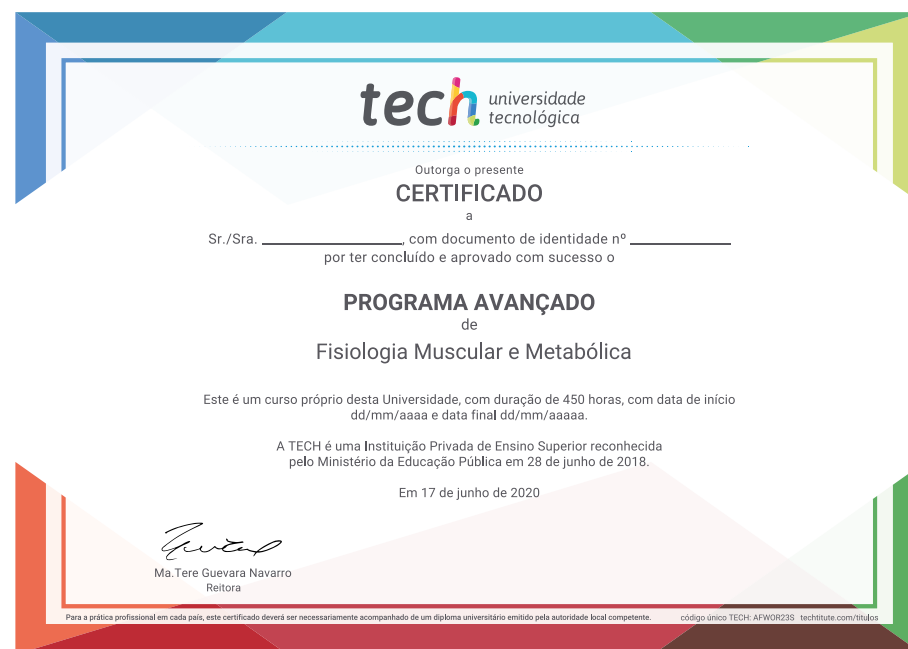 tech universidade
tecnológica
Outorga o presente
CERTIFICADO
a
Sr./Sra. ________________, com documento de identidade nº ________________
por ter concluído e aprovado com sucesso o
PROGRAMA AVANÇADO
de
Fisiologia Muscular e Metabólica
Este é um curso próprio desta Universidade, com duração de 450 horas, com data de início
dd/mm/aaaa e data final dd/mm/aaaaa.
A TECH é uma Instituição Privada de Ensino Superior reconhecida
pelo Ministério da Educação Pública em 28 de junho de 2018.
Em 17 de junho de 2020
Ma.Tere Guevara Navarro
Reitora
Para a prática profissional em cada país, este certificado deverá ser necessariamente acompanhado de um diploma universitário emitido pela autoridade local competente. código único TECH: AFWOR23S techtitute.com/titulos